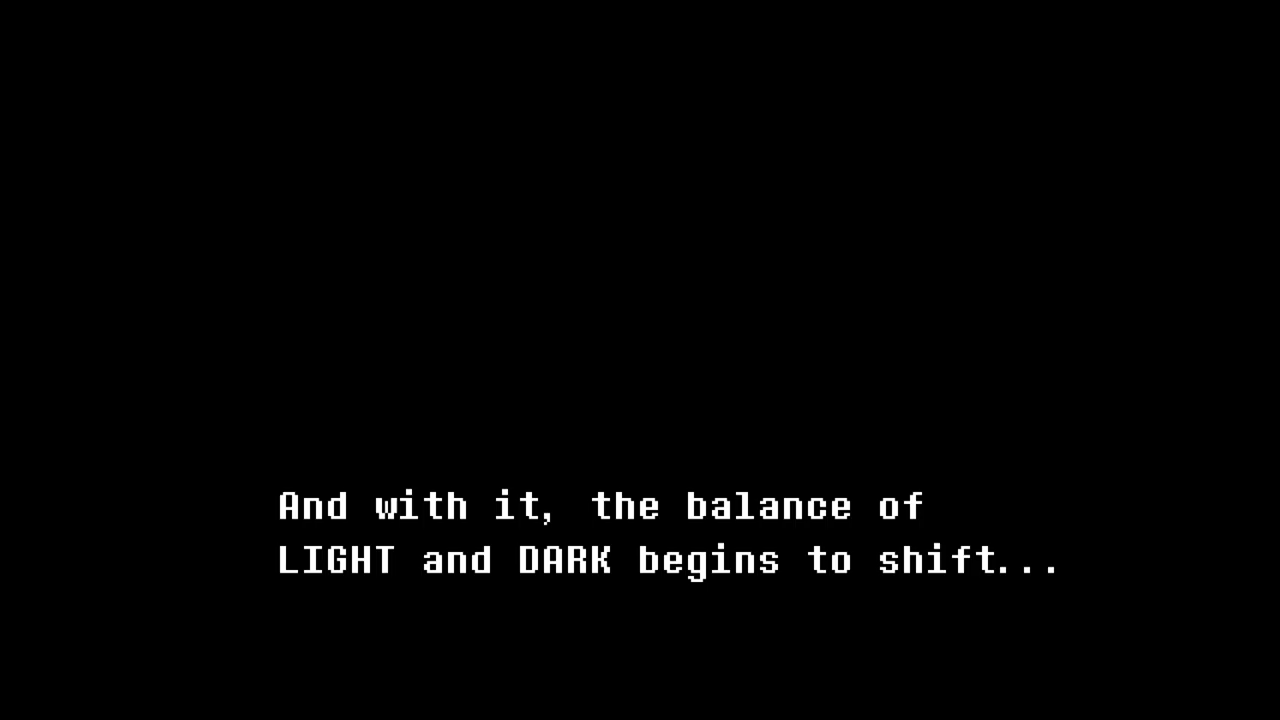 And with it, the balance of
LIGHT and DARK begins to shift...